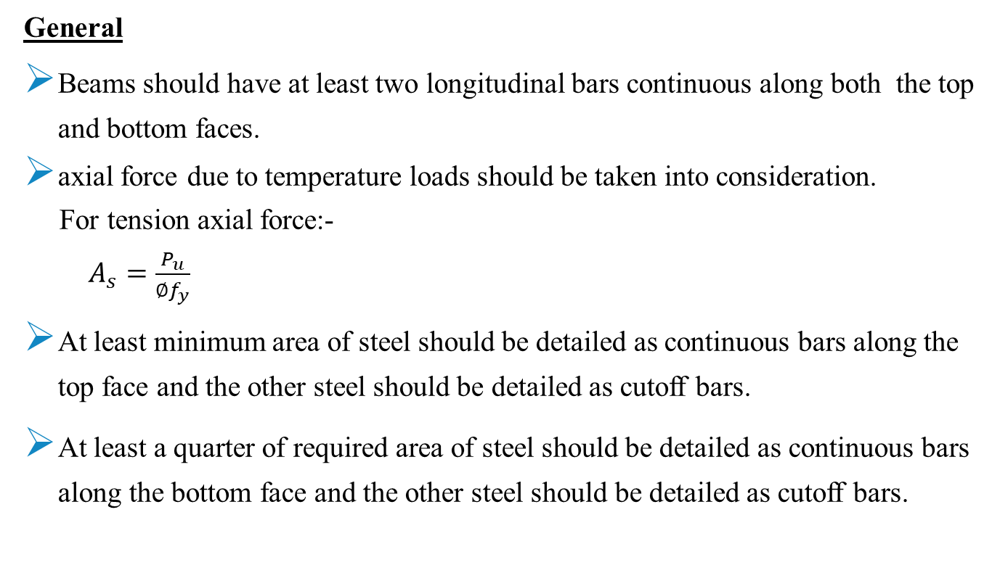 General
Beams should have at least two longitudinal bars continuous along both the top
and bottom faces.
axial force due to temperature loads should be taken into consideration.
For tension axial force:-
A_s = P_u / ∅f_y
At least minimum area of steel should be detailed as continuous bars along the
top face and the other steel should be detailed as cutoff bars.
At least a quarter of required area of steel should be detailed as continuous bars
along the bottom face and the other steel should be detailed as cutoff bars.